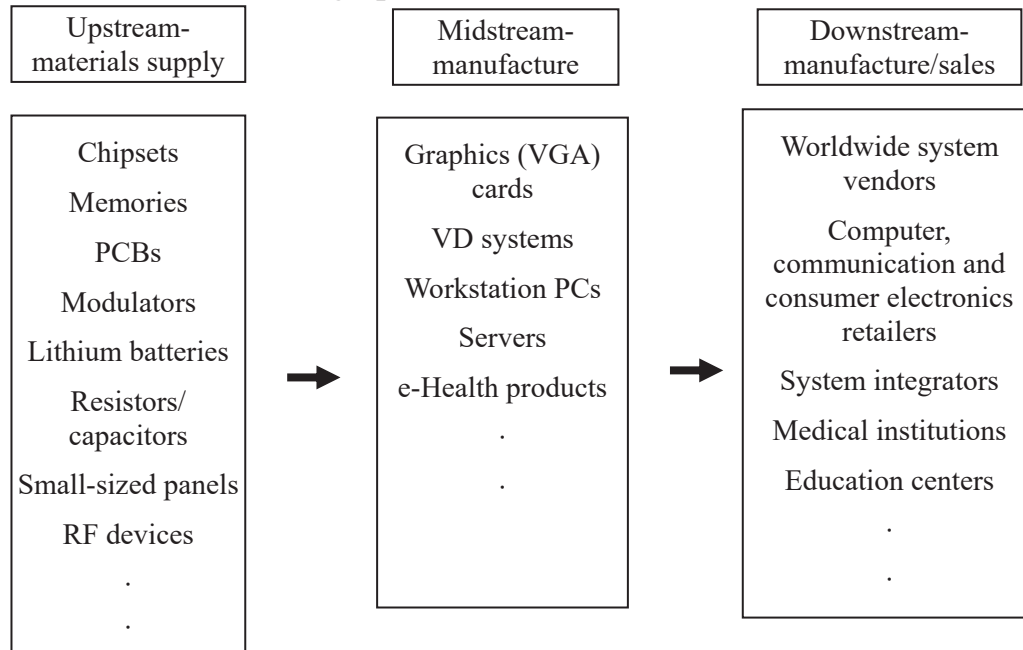 Upstream-
materials supply
Midstream-
manufacture
Downstream-
manufacture/sales
Chipsets
Memories
PCBs
Modulators
Lithium batteries
Resistors/
capacitors
Small-sized panels
RF devices
.
.
Graphics (VGA)
cards
VD systems
Workstation PCs
Servers
e-Health products
.
.
Worldwide system
vendors
Computer,
communication and
consumer electronics
retailers
System integrators
Medical institutions
Education centers
.
.